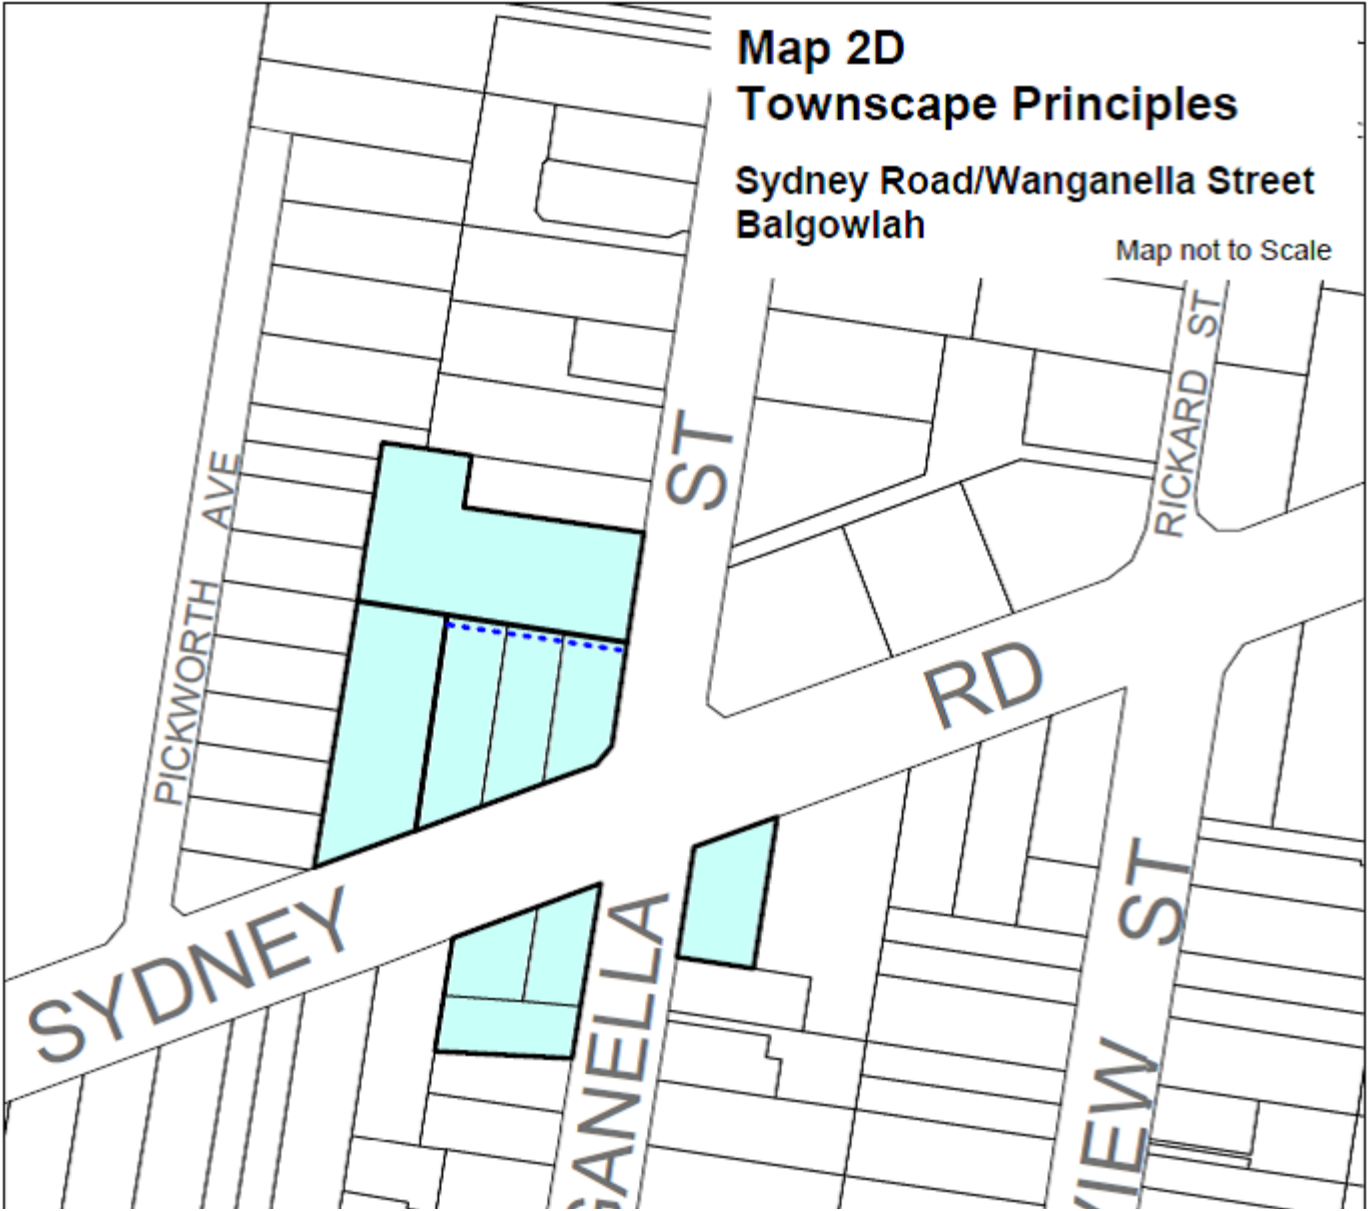 Map 2D
Townscape Principles
Sydney Road/Wanganella Street
Balgowlah
Map not to Scale
RICKARD ST
ST
PICKWORTH AVE
SYDNEY RD
GANELLA
ST
VIEW